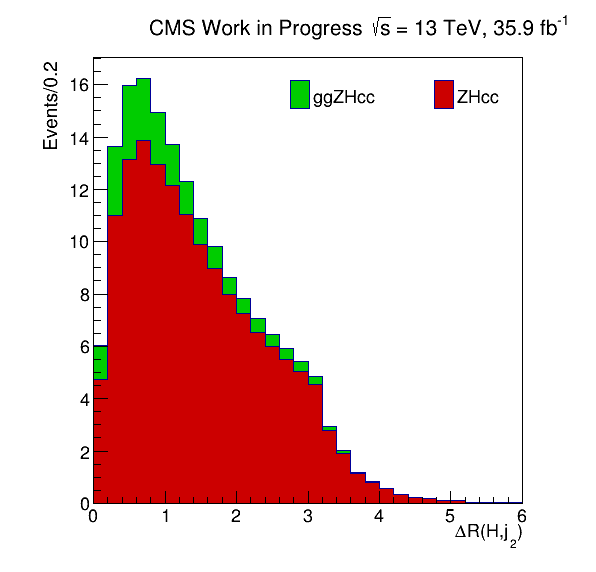 CMS Work in Progress √s = 13 TeV, 35.9 fb⁻¹
Events/0.2
ggZHcc ZHcc
16
14
12
10
8
6
4
2
0
0 1 2 3 4 5 6
ΔR(H,j₂)